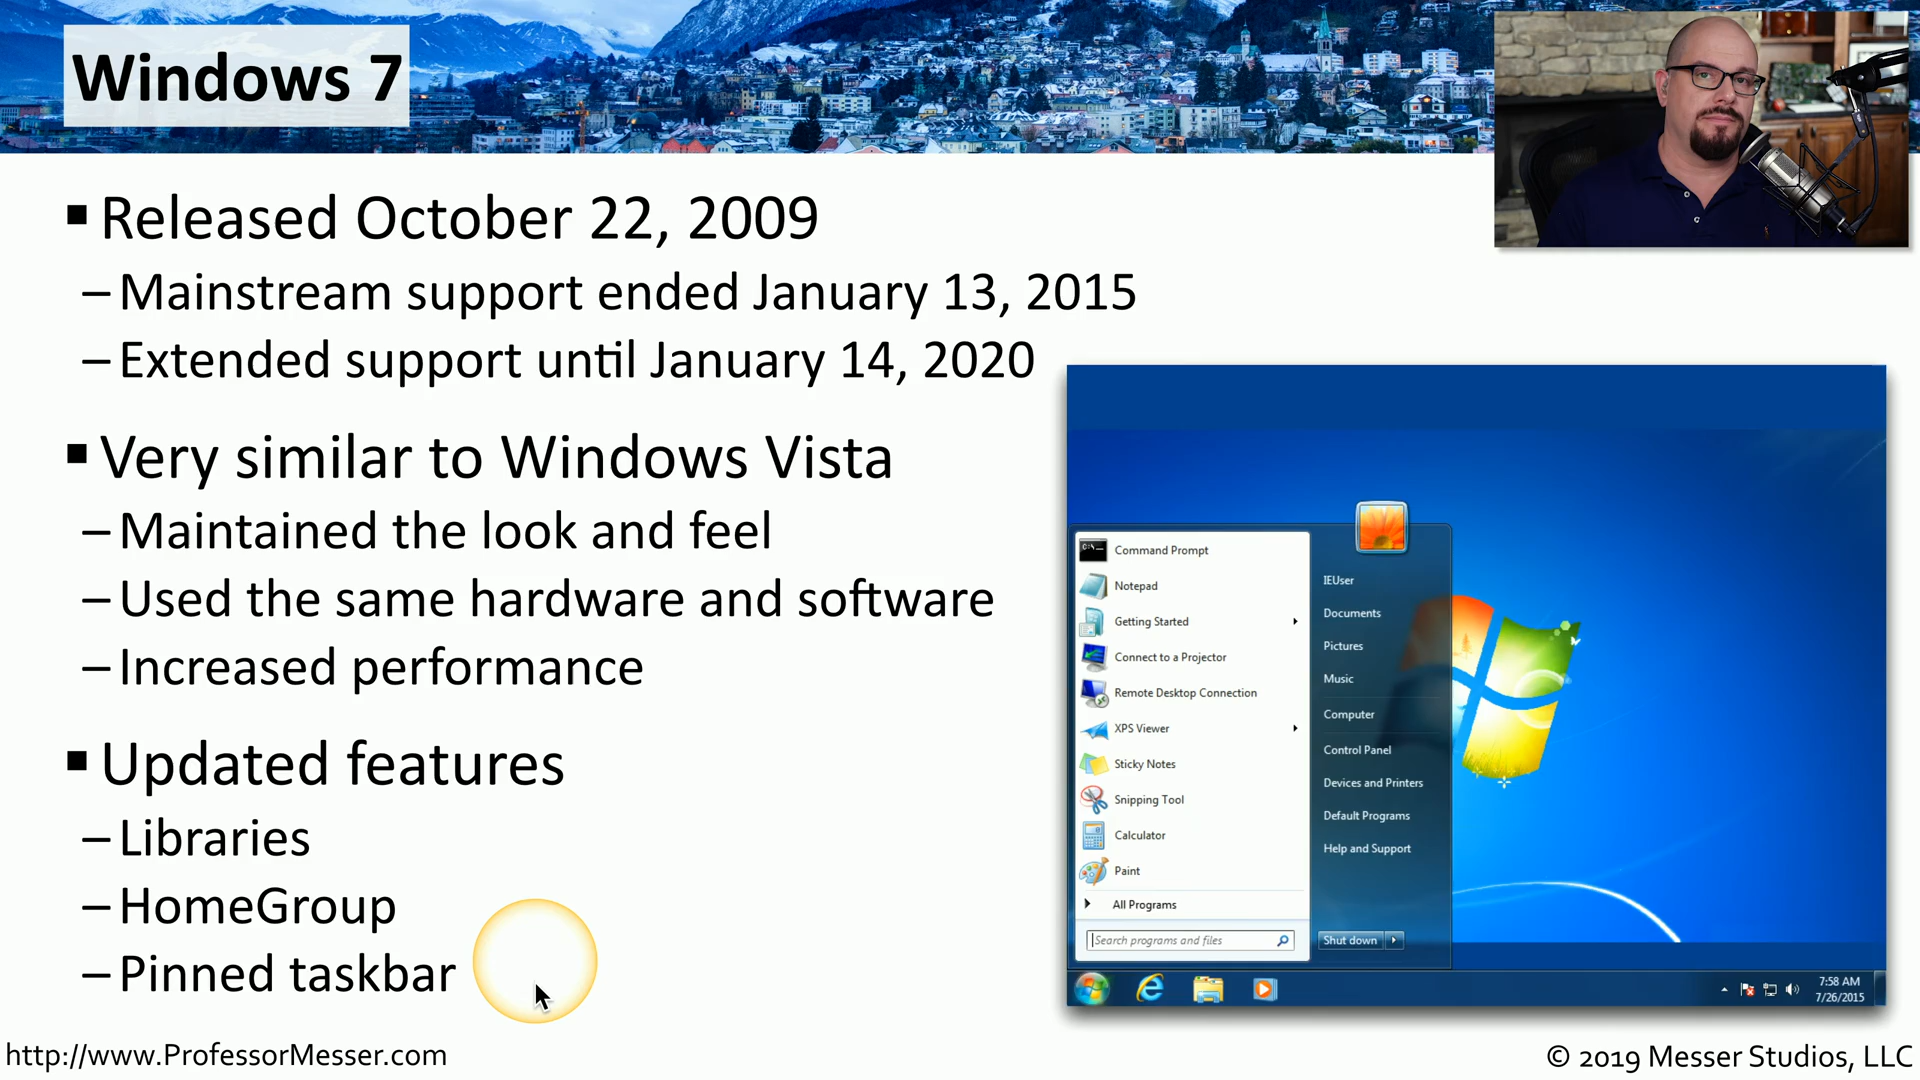 Windows 7
▪ Released October 22, 2009
– Mainstream support ended January 13, 2015
– Extended support until January 14, 2020
▪ Very similar to Windows Vista
– Maintained the look and feel
– Used the same hardware and software
– Increased performance
▪ Updated features
– Libraries
– HomeGroup
– Pinned taskbar
Command Prompt
Notepad
Getting Started
Connect to a Projector
Remote Desktop Connection
XPS Viewer
Sticky Notes
Snipping Tool
Calculator
Paint
All Programs
Search programs and files
IEUser
Documents
Pictures
Music
Computer
Control Panel
Devices and Printers
Default Programs
Help and Support
Shut down
7:58 AM
7/26/2015
http://www.ProfessorMesser.com
© 2019 Messer Studios, LLC